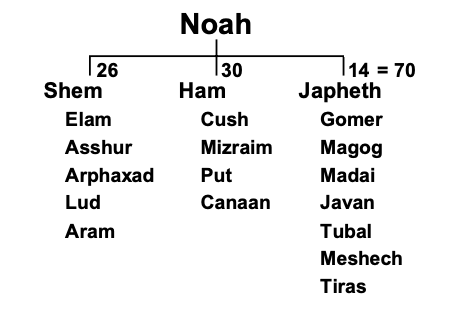 Noah
26 30 14 = 70
Shem Ham Japheth
Elam Cush Gomer
Asshur Mizraim Magog
Arphaxad Put Madai
Lud Canaan Javan
Aram Tubal
Meshech
Tiras